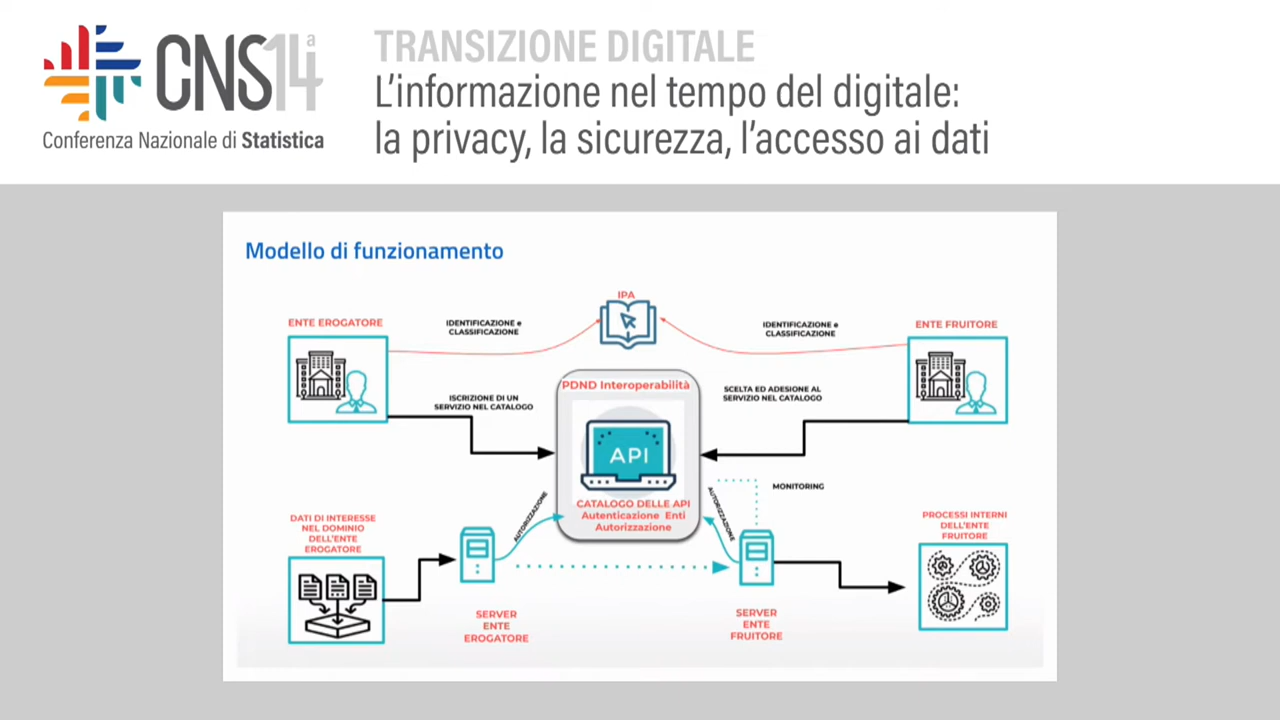 CNS14a
Conferenza Nazionale di Statistica
TRANSIZIONE DIGITALE
L'informazione nel tempo del digitale:
la privacy, la sicurezza, l'accesso ai dati
Modello di funzionamento
IPA
ENTE EROGATORE
IDENTIFICAZIONE e
CLASSIFICAZIONE
IDENTIFICAZIONE e
CLASSIFICAZIONE
ENTE FRUITORE
ISCRIZIONE DI UN
SERVIZIO NEL CATALOGO
PDND Interoperabilità
API
CATALOGO DELLE API
Autenticazione Enti
Autorizzazione
SCELTA ED ADESIONE AL
SERVIZIO NEL CATALOGO
AUTORIZZAZIONE
AUTORIZZAZIONE
MONITORING
DATI DI INTERESSE
NEL DOMINIO
DELL'ENTE
EROGATORE
PROCESSI INTERNI
DELL'ENTE
FRUITORE
SERVER
ENTE
EROGATORE
SERVER
ENTE
FRUITORE